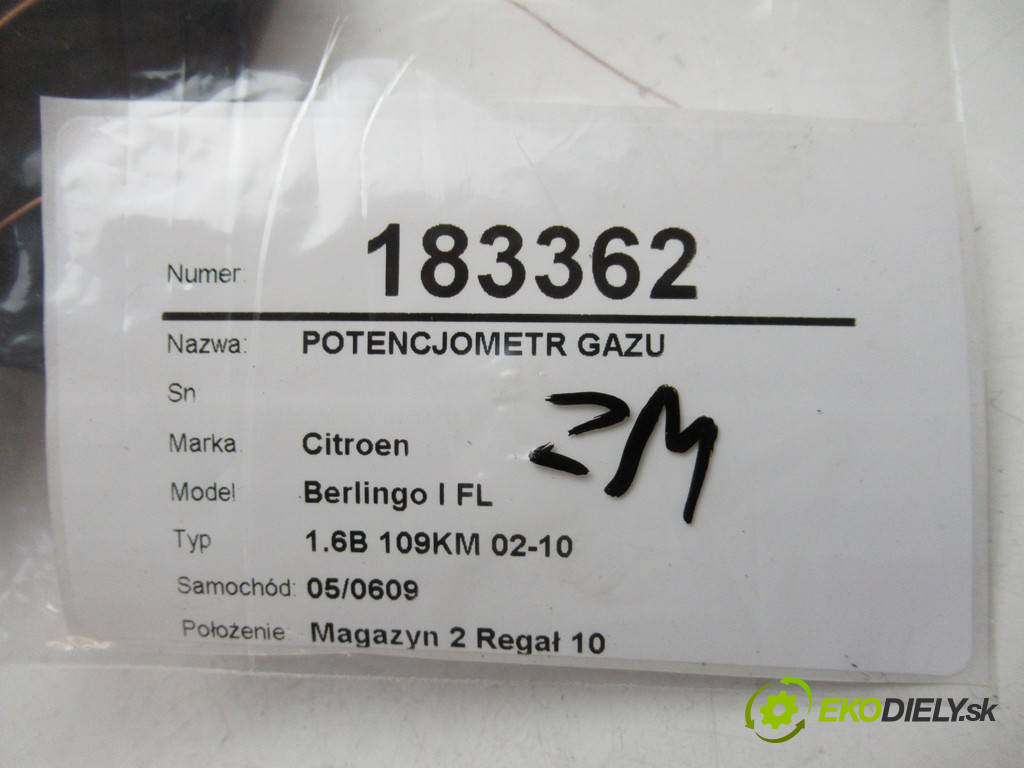 Numer: 183362
Nazwa: POTENCJOMETR GAZU
Sn
Marka Citroen
Model Berlingo I FL
Typ 1.6B 109KM 02-10
Samochód: 05/0609
Położenie Magazyn 2 Regał 10
ZM
EKODIELY.sk